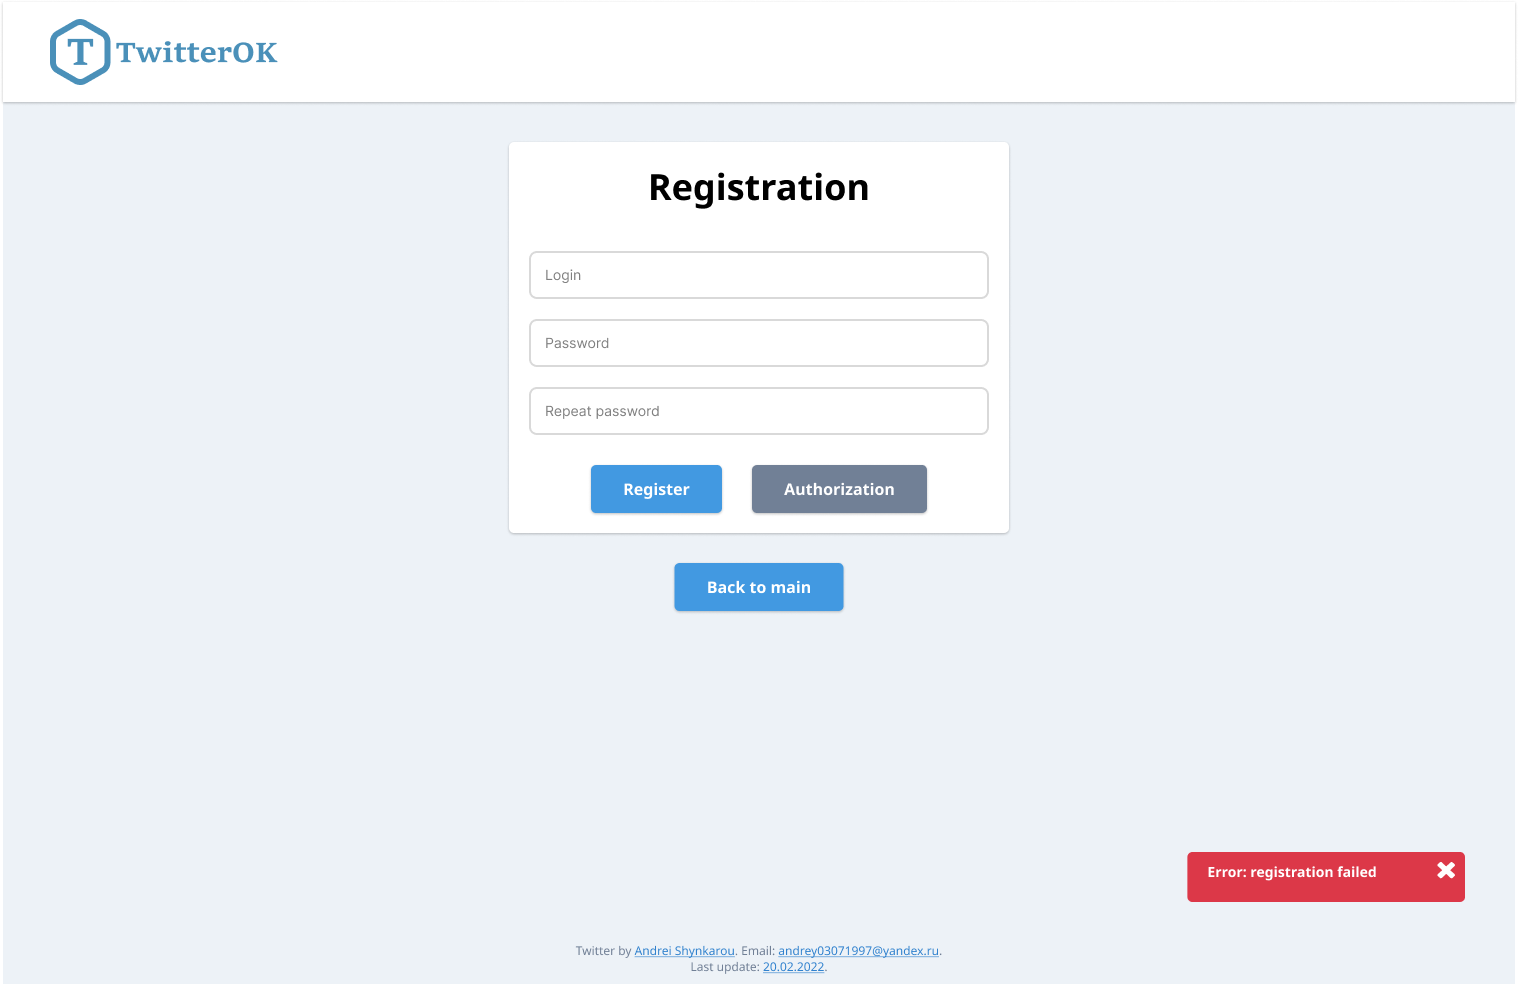 T TwitterOK
Registration
Login
Password
Repeat password
Register
Authorization
Back to main
Error: registration failed
Twitter by Andrei Shynkarou. Email: andrey03071997@yandex.ru.
Last update: 20.02.2022.